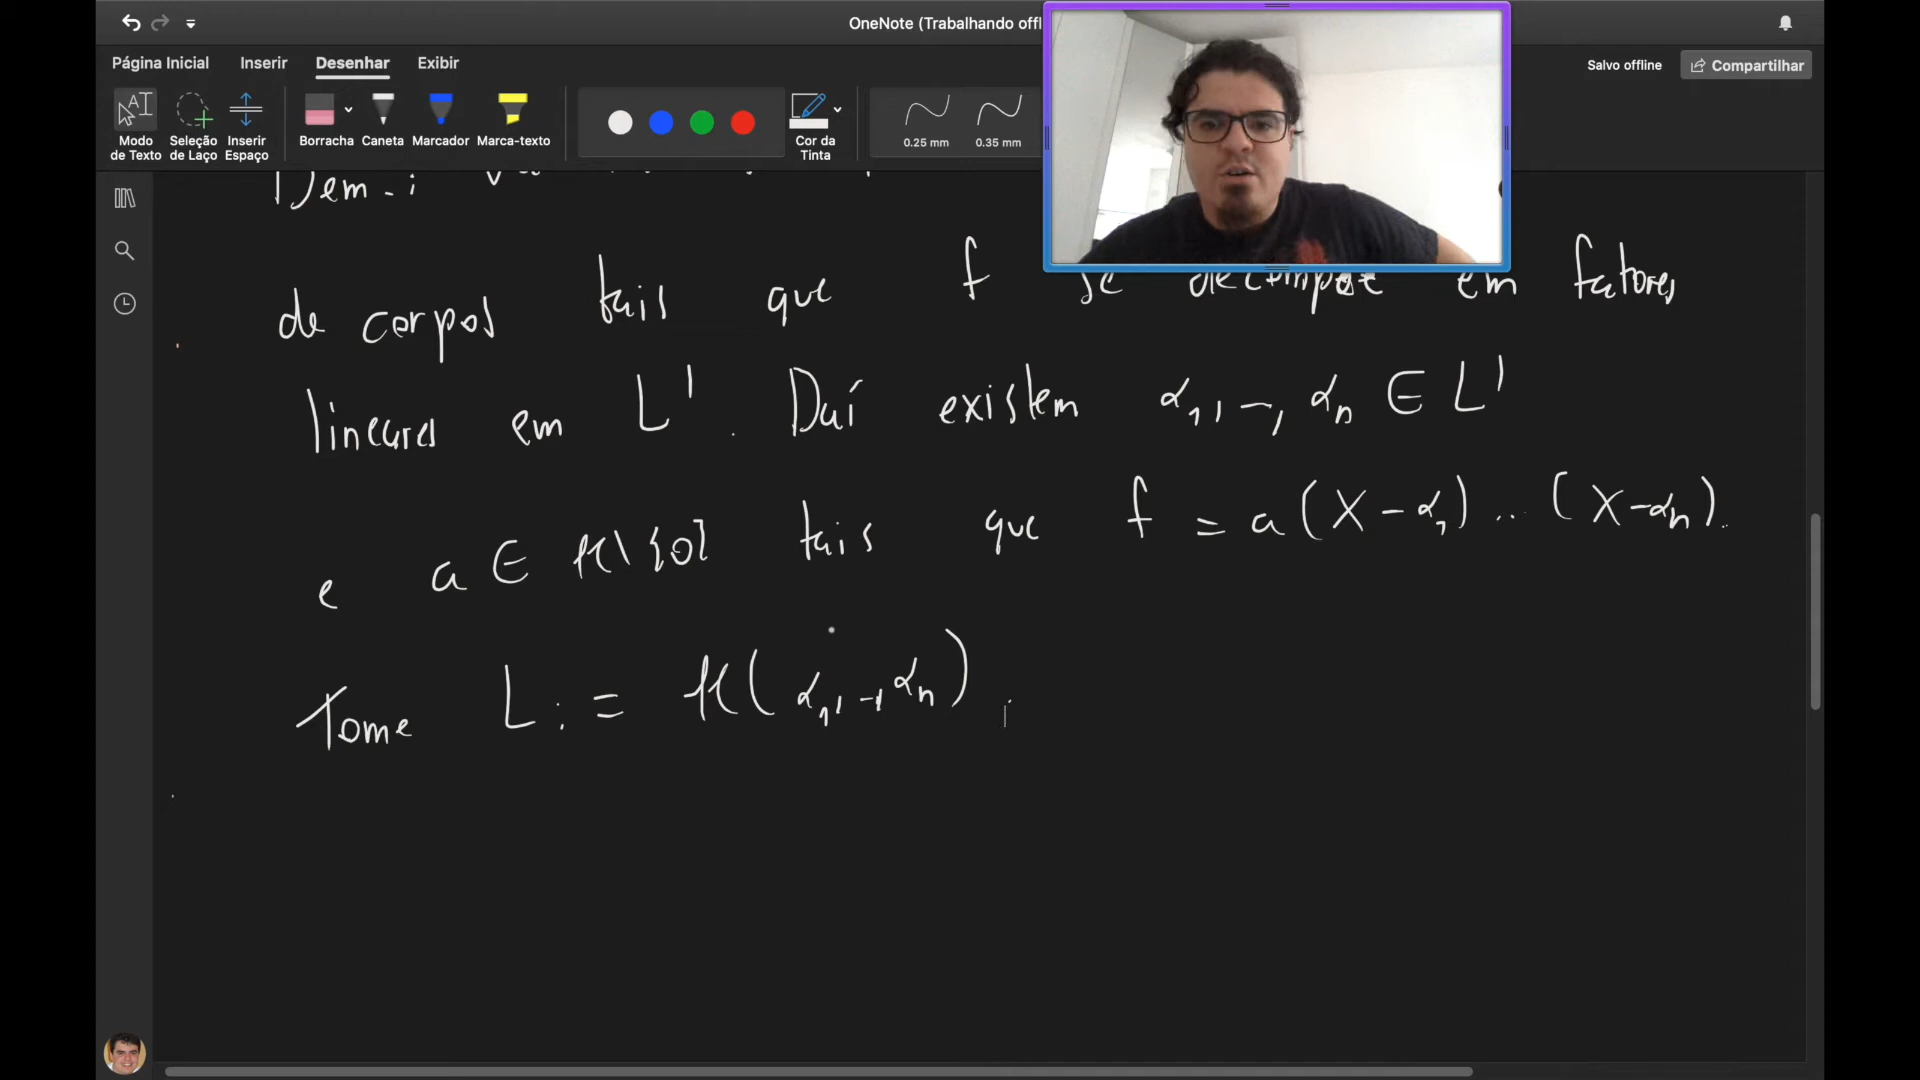 OneNote (Trabalhando offl
Página Inicial Inserir Desenhar Exibir
Salvo offline Compartilhar
Modo de Texto Seleção de Laço Inserir Espaço Borracha Caneta Marcador Marca-texto Cor da Tinta 0.25 mm 0.35 mm
Dem.:
de corpos tais que f se decompõe em fatores
lineares em L'. Daí existem α₁, –, αₙ ∈ L'
e a ∈ K\{0} tais que f = a(X-α₁)...(X-αₙ).
Tome L := K(α₁, –, αₙ)